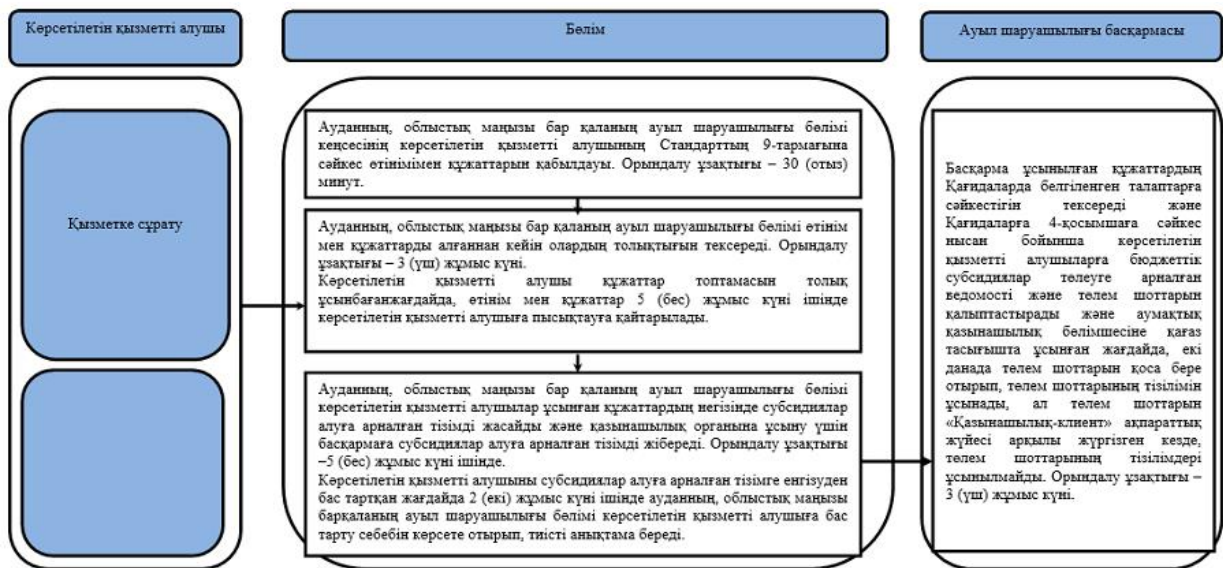 Көрсетілетін қызметті алушы
Бөлім
Ауыл шаруашылығы басқармасы
Қызметке сұрату
Ауданның, облыстық маңызы бар қаланың ауыл шаруашылығы бөлімі
кеңсесінің көрсетілетін қызметті алушының Стандарттың 9-тармағына
сәйкес өтінімімен құжаттарын қабылдауы. Орындалу ұзақтығы – 30 (отыз)
минут.
Ауданның, облыстық маңызы бар қаланың ауыл шаруашылығы бөлімі өтінім
мен құжаттарды алғаннан кейін олардың толықтығын тексереді. Орындалу
ұзақтығы – 3 (үш) жұмыс күні.
Көрсетілетін қызметті алушы құжаттар топтамасын толық
ұсынбағанжағдайда, өтінім мен құжаттар 5 (бес) жұмыс күні ішінде
көрсетілетін қызметті алушыға пысықтауға қайтарылады.
Ауданның, облыстық маңызы бар қаланың ауыл шаруашылығы бөлімі
көрсетілетін қызметті алушылар ұсынған құжаттардың негізінде субсидиялар
алуға арналған тізімді жасайды және қазынашылық органына ұсыну үшін
басқармаға субсидиялар алуға арналған тізімді жібереді. Орындалу ұзақтығы
–5 (бес) жұмыс күні ішінде.
Көрсетілетін қызметті алушыны субсидиялар алуға арналған тізімге енгізуден
бас тартқан жағдайда 2 (екі) жұмыс күні ішінде ауданның, облыстық маңызы
барқаланың ауыл шаруашылығы бөлімі көрсетілетін қызметті алушыға бас
тарту себебін көрсете отырып, тиісті анықтама береді.
Басқарма ұсынылған құжаттардың
Қағидаларда белгіленген талаптарға
сәйкестігін тексереді және
Қағидаларға 4-қосымшаға сәйкес
нысан бойынша көрсетілетін
қызметті алушыларға бюджеттік
субсидиялар төлеуге арналған
ведомості және төлем шоттарын
қалыптастырады және аумақтық
қазынашылық бөлімшесіне қағаз
тасығышта ұсынған жағдайда, екі
данада төлем шоттарын қоса бере
отырып, төлем шоттарының тізілімін
ұсынады, ал төлем шоттарын
«Қазынашылық-клиент» ақпараттық
жүйесі арқылы жүргізген кезде,
төлем шоттарының тізілімдері
ұсынылмайды. Орындалу ұзақтығы –
3 (үш) жұмыс күні.